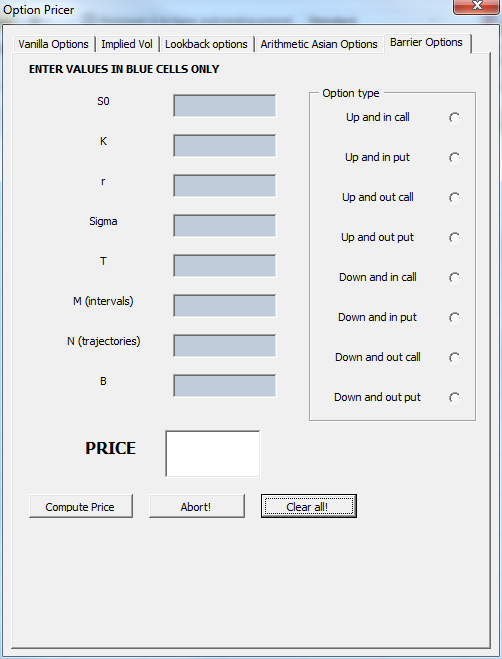 Option Pricer
Vanilla Options
Implied Vol
Lookback options
Arithmetic Asian Options
Barrier Options
ENTER VALUES IN BLUE CELLS ONLY
S0
K
r
Sigma
T
M (intervals)
N (trajectories)
B
Option type
Up and in call
Up and in put
Up and out call
Up and out put
Down and in call
Down and in put
Down and out call
Down and out put
PRICE
Compute Price
Abort!
Clear all!